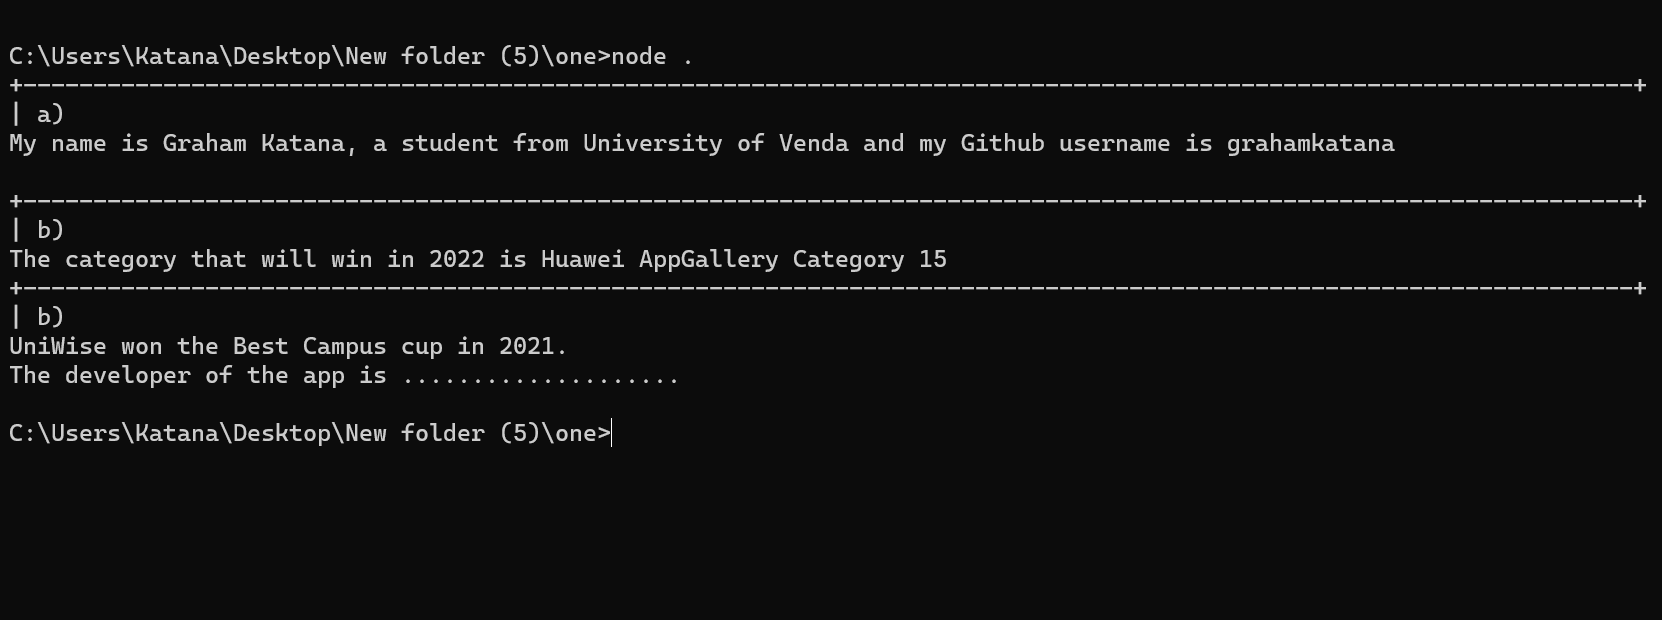 C:\Users\Katana\Desktop\New folder (5)\one>node .
+-------------------------------------------------------------------------------------------------------------------+
| a)
My name is Graham Katana, a student from University of Venda and my Github username is grahamkatana
+-------------------------------------------------------------------------------------------------------------------+
| b)
The category that will win in 2022 is Huawei AppGallery Category 15
+-------------------------------------------------------------------------------------------------------------------+
| b)
UniWise won the Best Campus cup in 2021.
The developer of the app is ....................
C:\Users\Katana\Desktop\New folder (5)\one>